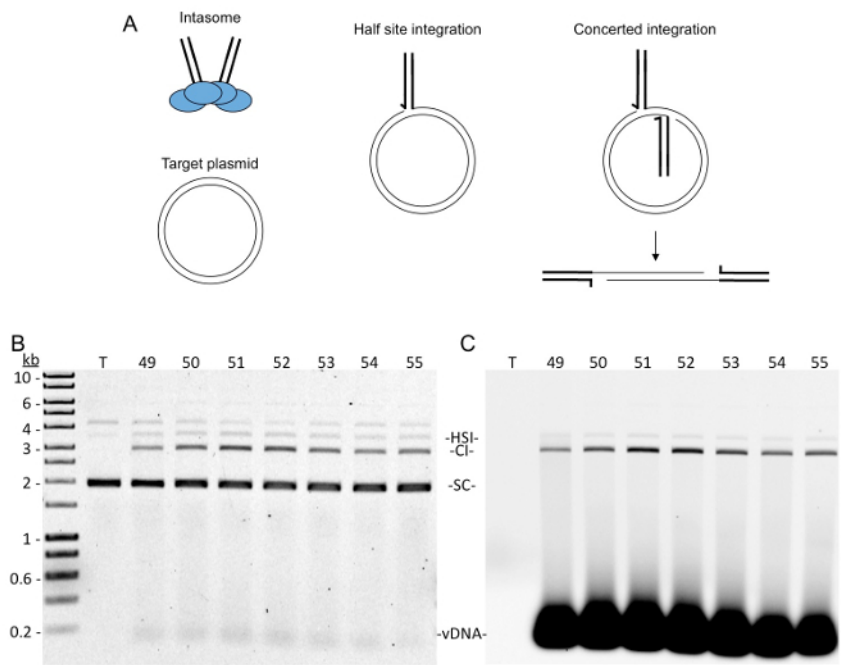 A
Intasome
Half site integration
Concerted integration
Target plasmid
B
kb
T 49 50 51 52 53 54 55
10 -
6 -
4 -
3 -
2 -
1 -
0.6 -
0.2 -
-HSI-
-CI-
-SC-
-vDNA-
C
T 49 50 51 52 53 54 55